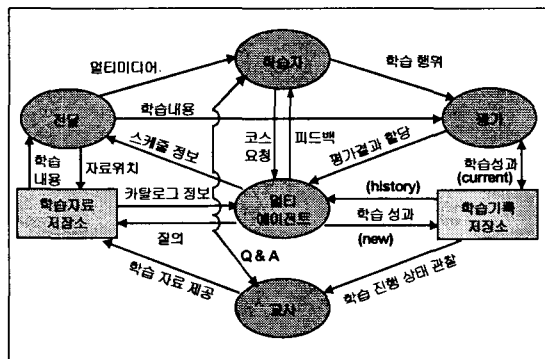 멀티미디어
학습자
학습 행위
전달
학습내용
평가
스케줄 정보
코스
요청
피드백
평가결과 할당
학습
내용
자료위치
학습성과
(current)
카탈로그 정보
멀티
에이전트
(history)
학습자료
저장소
학습 성과
학습기록
저장소
질의
(new)
Q & A
학습 자료 제공
학습 진행 상태 관찰
교사